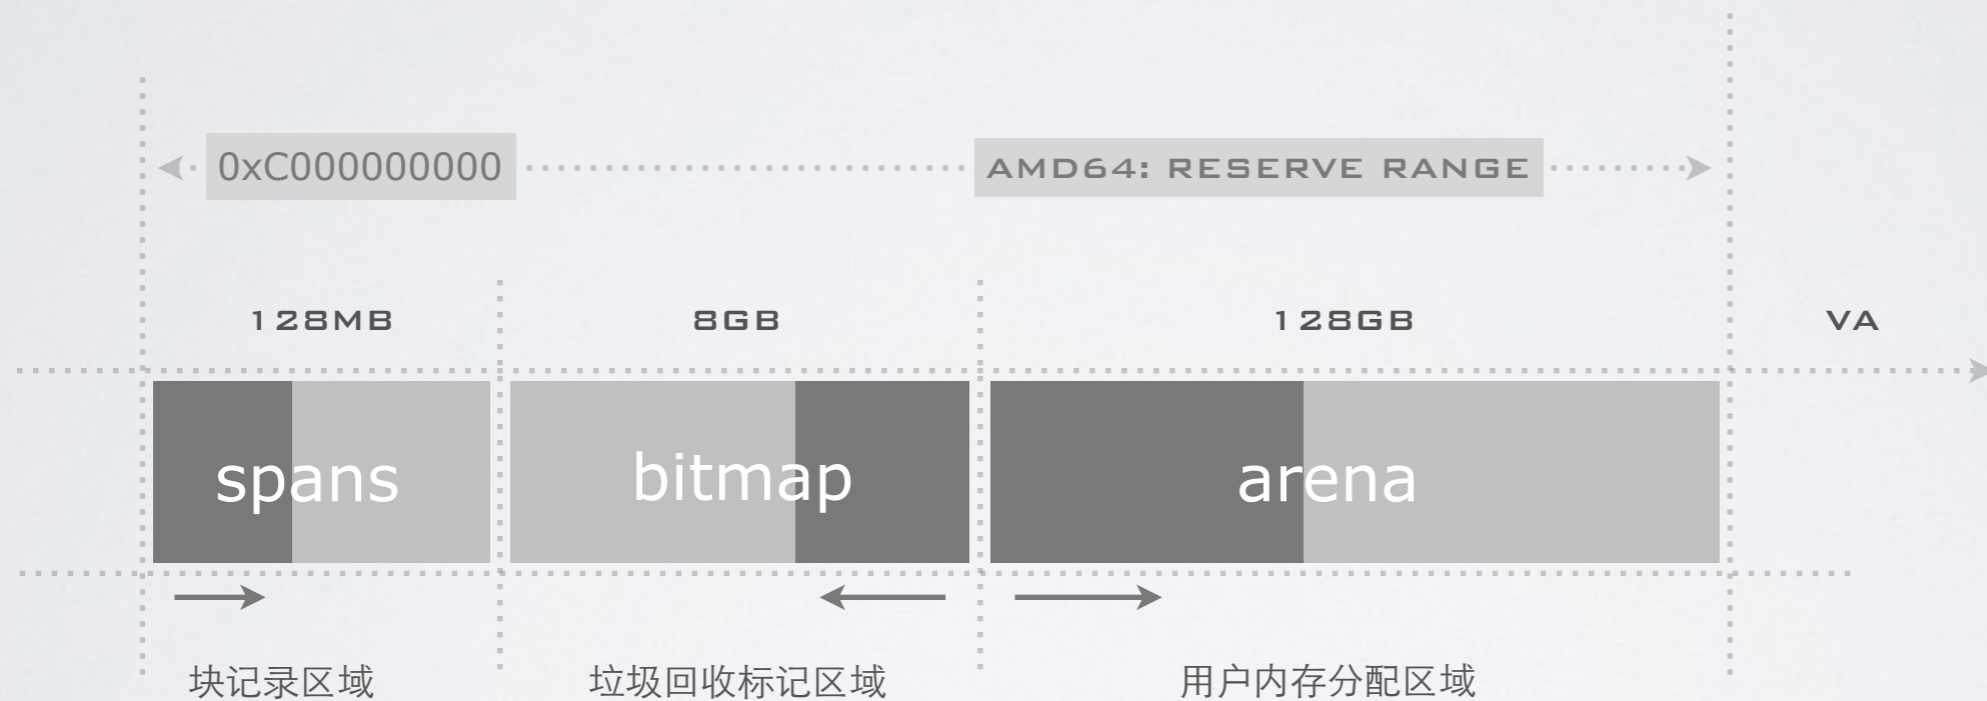 0xC000000000 AMD64: RESERVE RANGE
128MB 8GB 128GB VA
spans bitmap arena
块记录区域 垃圾回收标记区域 用户内存分配区域